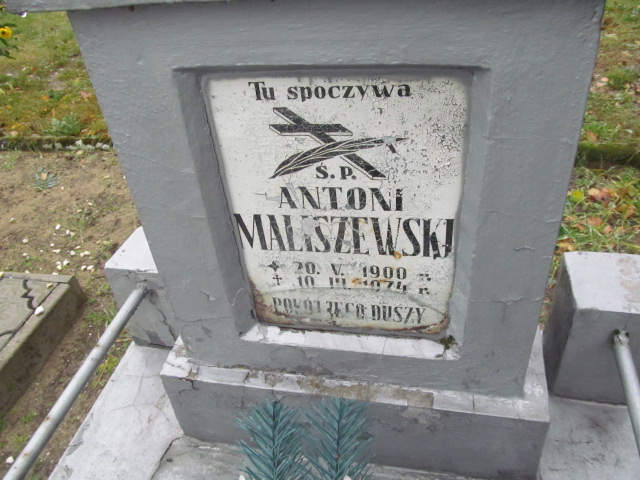 Tu spoczywa
Ś.P.
ANTONI
MALISZEWSKI
* 20. V. 1900 r.
+ 10. III. 1974 r.
POKÓJ JEGO DUSZY